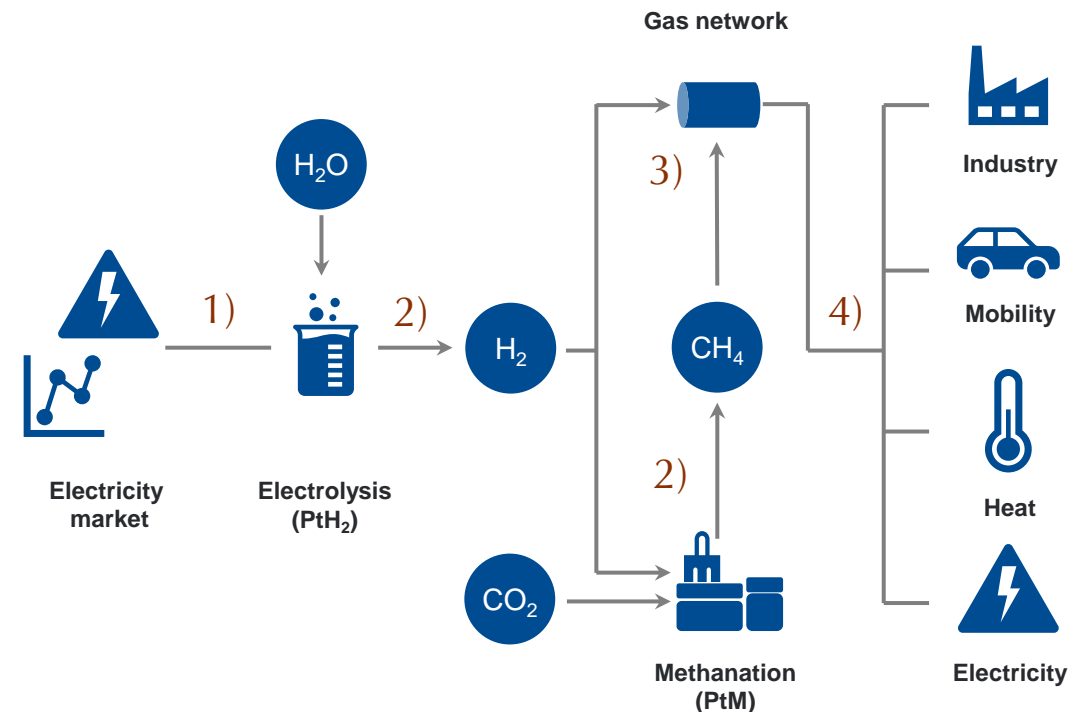 Gas network
H₂O
3)
Industry
1)
2)
H₂
CH₄
4)
Mobility
2)
Electricity
market
Electrolysis
(PtH₂)
Heat
CO₂
Methanation
(PtM)
Electricity